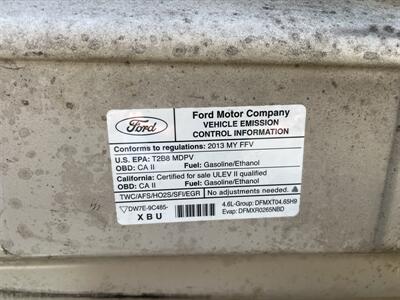 Ford
Ford Motor Company
VEHICLE EMISSION
CONTROL INFORMATION
Conforms to regulations: 2013 MY FFV
U.S. EPA: T2B8 MDPV
OBD: CA II Fuel: Gasoline/Ethanol
California: Certified for sale ULEV II qualified
OBD: CA II Fuel: Gasoline/Ethanol
TWC/AFS/HO2S/SFI/EGR No adjustments needed.
DW7E-9C485- 4.6L-Group: DFMXT04.65H9
XBU Evap: DFMXR0265NBD